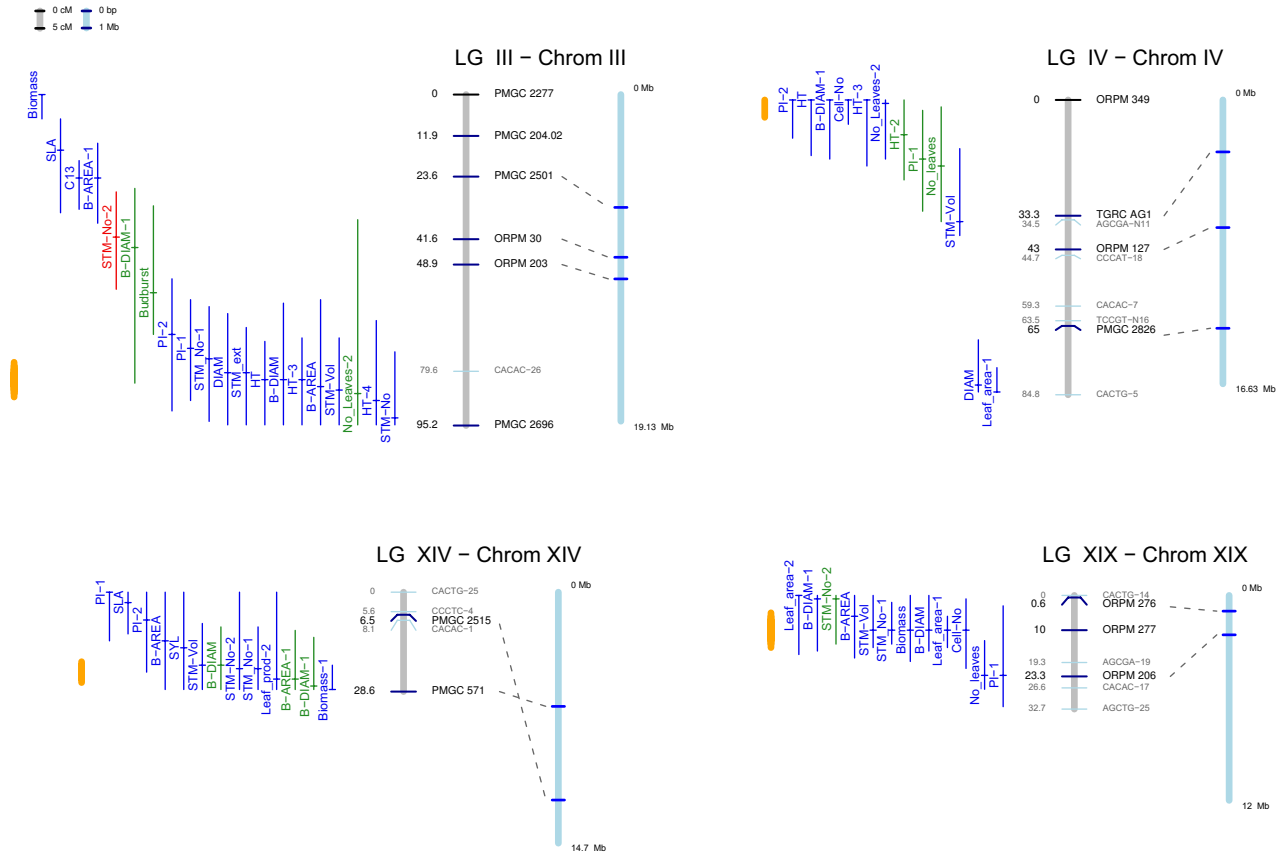 0 cM 0 bp
5 cM 1 Mb
LG III – Chrom III
Biomass
SLA
C13
B−AREA−1
STM−No−2
B−DIAM−1
Budburst
PI−2
PI−1
STM_No−1
DIAM
STM_ext
HT
B−DIAM
HT−3
B−AREA
STM−Vol
No_Leaves−2
HT−4
STM−No
0 PMGC 2277
11.9 PMGC 204.02
23.6 PMGC 2501
41.6 ORPM 30
48.9 ORPM 203
79.6 CACAC−26
95.2 PMGC 2696
0 Mb
19.13 Mb
LG IV – Chrom IV
PI−2
HT
B−DIAM−1
Cell−No
HT−3
No_Leaves−2
HT−2
PI−1
No_leaves
STM−Vol
DIAM
Leaf_area−1
0 ORPM 349
33.3 TGRC AG1
34.5 AGCGA−N11
43 ORPM 127
44.7 CCCAT−18
59.3 CACAC−7
63.5 TCCGT−N16
65 PMGC 2826
84.8 CACTG−5
0 Mb
16.63 Mb
LG XIV – Chrom XIV
PI−1
SLA
PI−2
B−AREA
SYL
STM−Vol
B−DIAM
STM−No−2
STM_No−1
Leaf_prod−2
B−AREA−1
B−DIAM−1
Biomass−1
0 CACTG−25
5.6 CCCTC−4
6.5 PMGC 2515
8.1 CACAC−1
28.6 PMGC 571
0 Mb
14.7 Mb
LG XIX – Chrom XIX
Leaf_area−2
B−DIAM−1
STM−No−2
B−AREA
STM−Vol
STM_No−1
Biomass
B−DIAM
Leaf_area−1
Cell−No
No_leaves
PI−1
0 CACTG−14
0.6 ORPM 276
10 ORPM 277
19.3 AGCGA−19
23.3 ORPM 206
26.6 CACAC−17
32.7 AGCTG−25
0 Mb
12 Mb